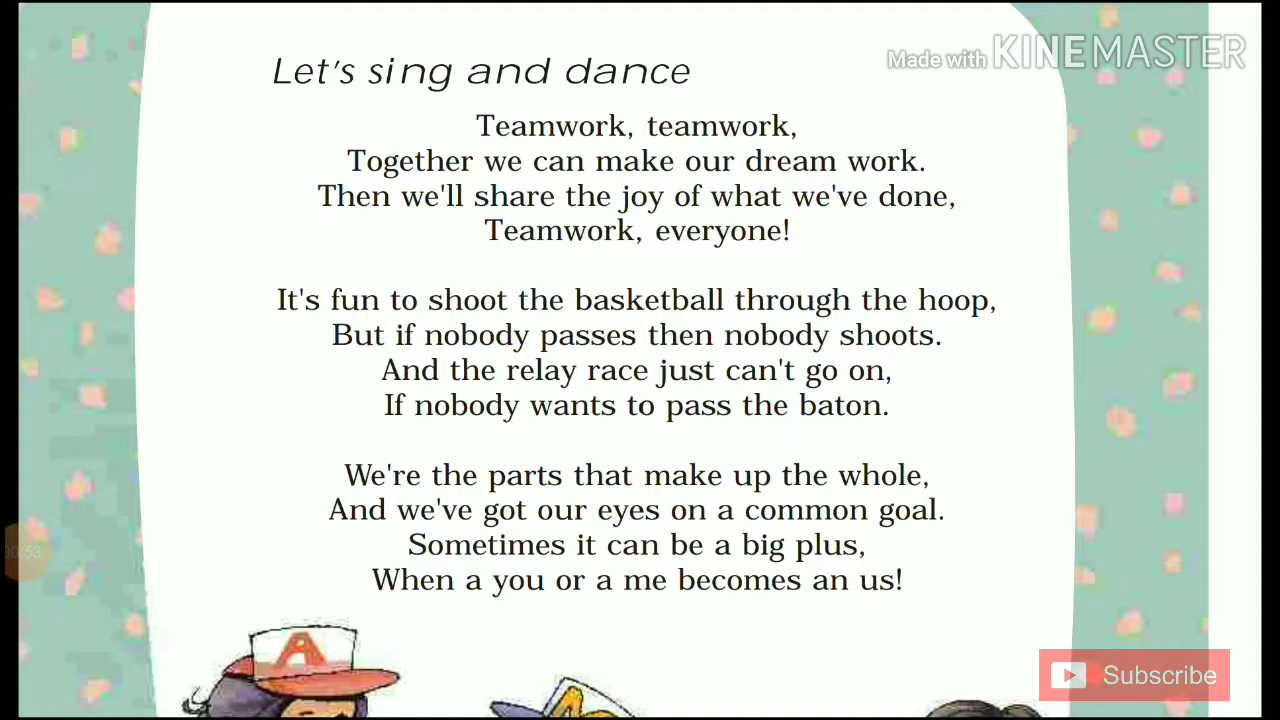 Let's sing and dance
Made with KINEMASTER
Teamwork, teamwork,
Together we can make our dream work.
Then we'll share the joy of what we've done,
Teamwork, everyone!
It's fun to shoot the basketball through the hoop,
But if nobody passes then nobody shoots.
And the relay race just can't go on,
If nobody wants to pass the baton.
We're the parts that make up the whole,
And we've got our eyes on a common goal.
Sometimes it can be a big plus,
When a you or a me becomes an us!
A
Subscribe